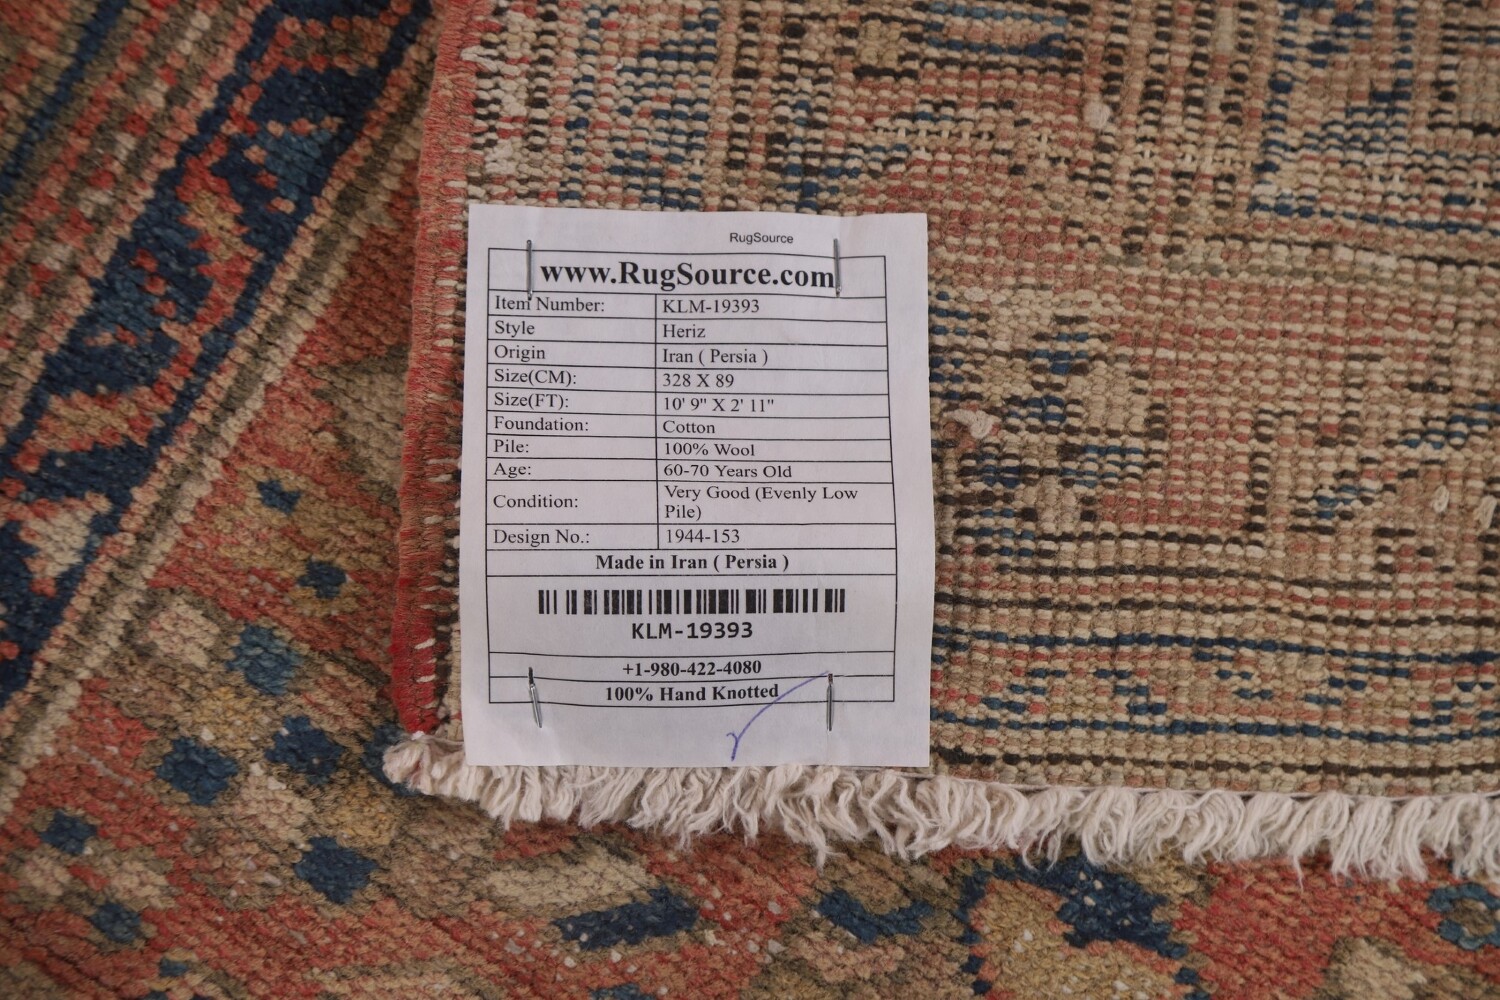 RugSource
www.RugSource.com
Item Number: KLM-19393
Style Heriz
Origin Iran ( Persia )
Size(CM): 328 X 89
Size(FT): 10' 9" X 2' 11"
Foundation: Cotton
Pile: 100% Wool
Age: 60-70 Years Old
Condition: Very Good (Evenly Low
Pile)
Design No.: 1944-153
Made in Iran ( Persia )
KLM-19393
+1-980-422-4080
100% Hand Knotted